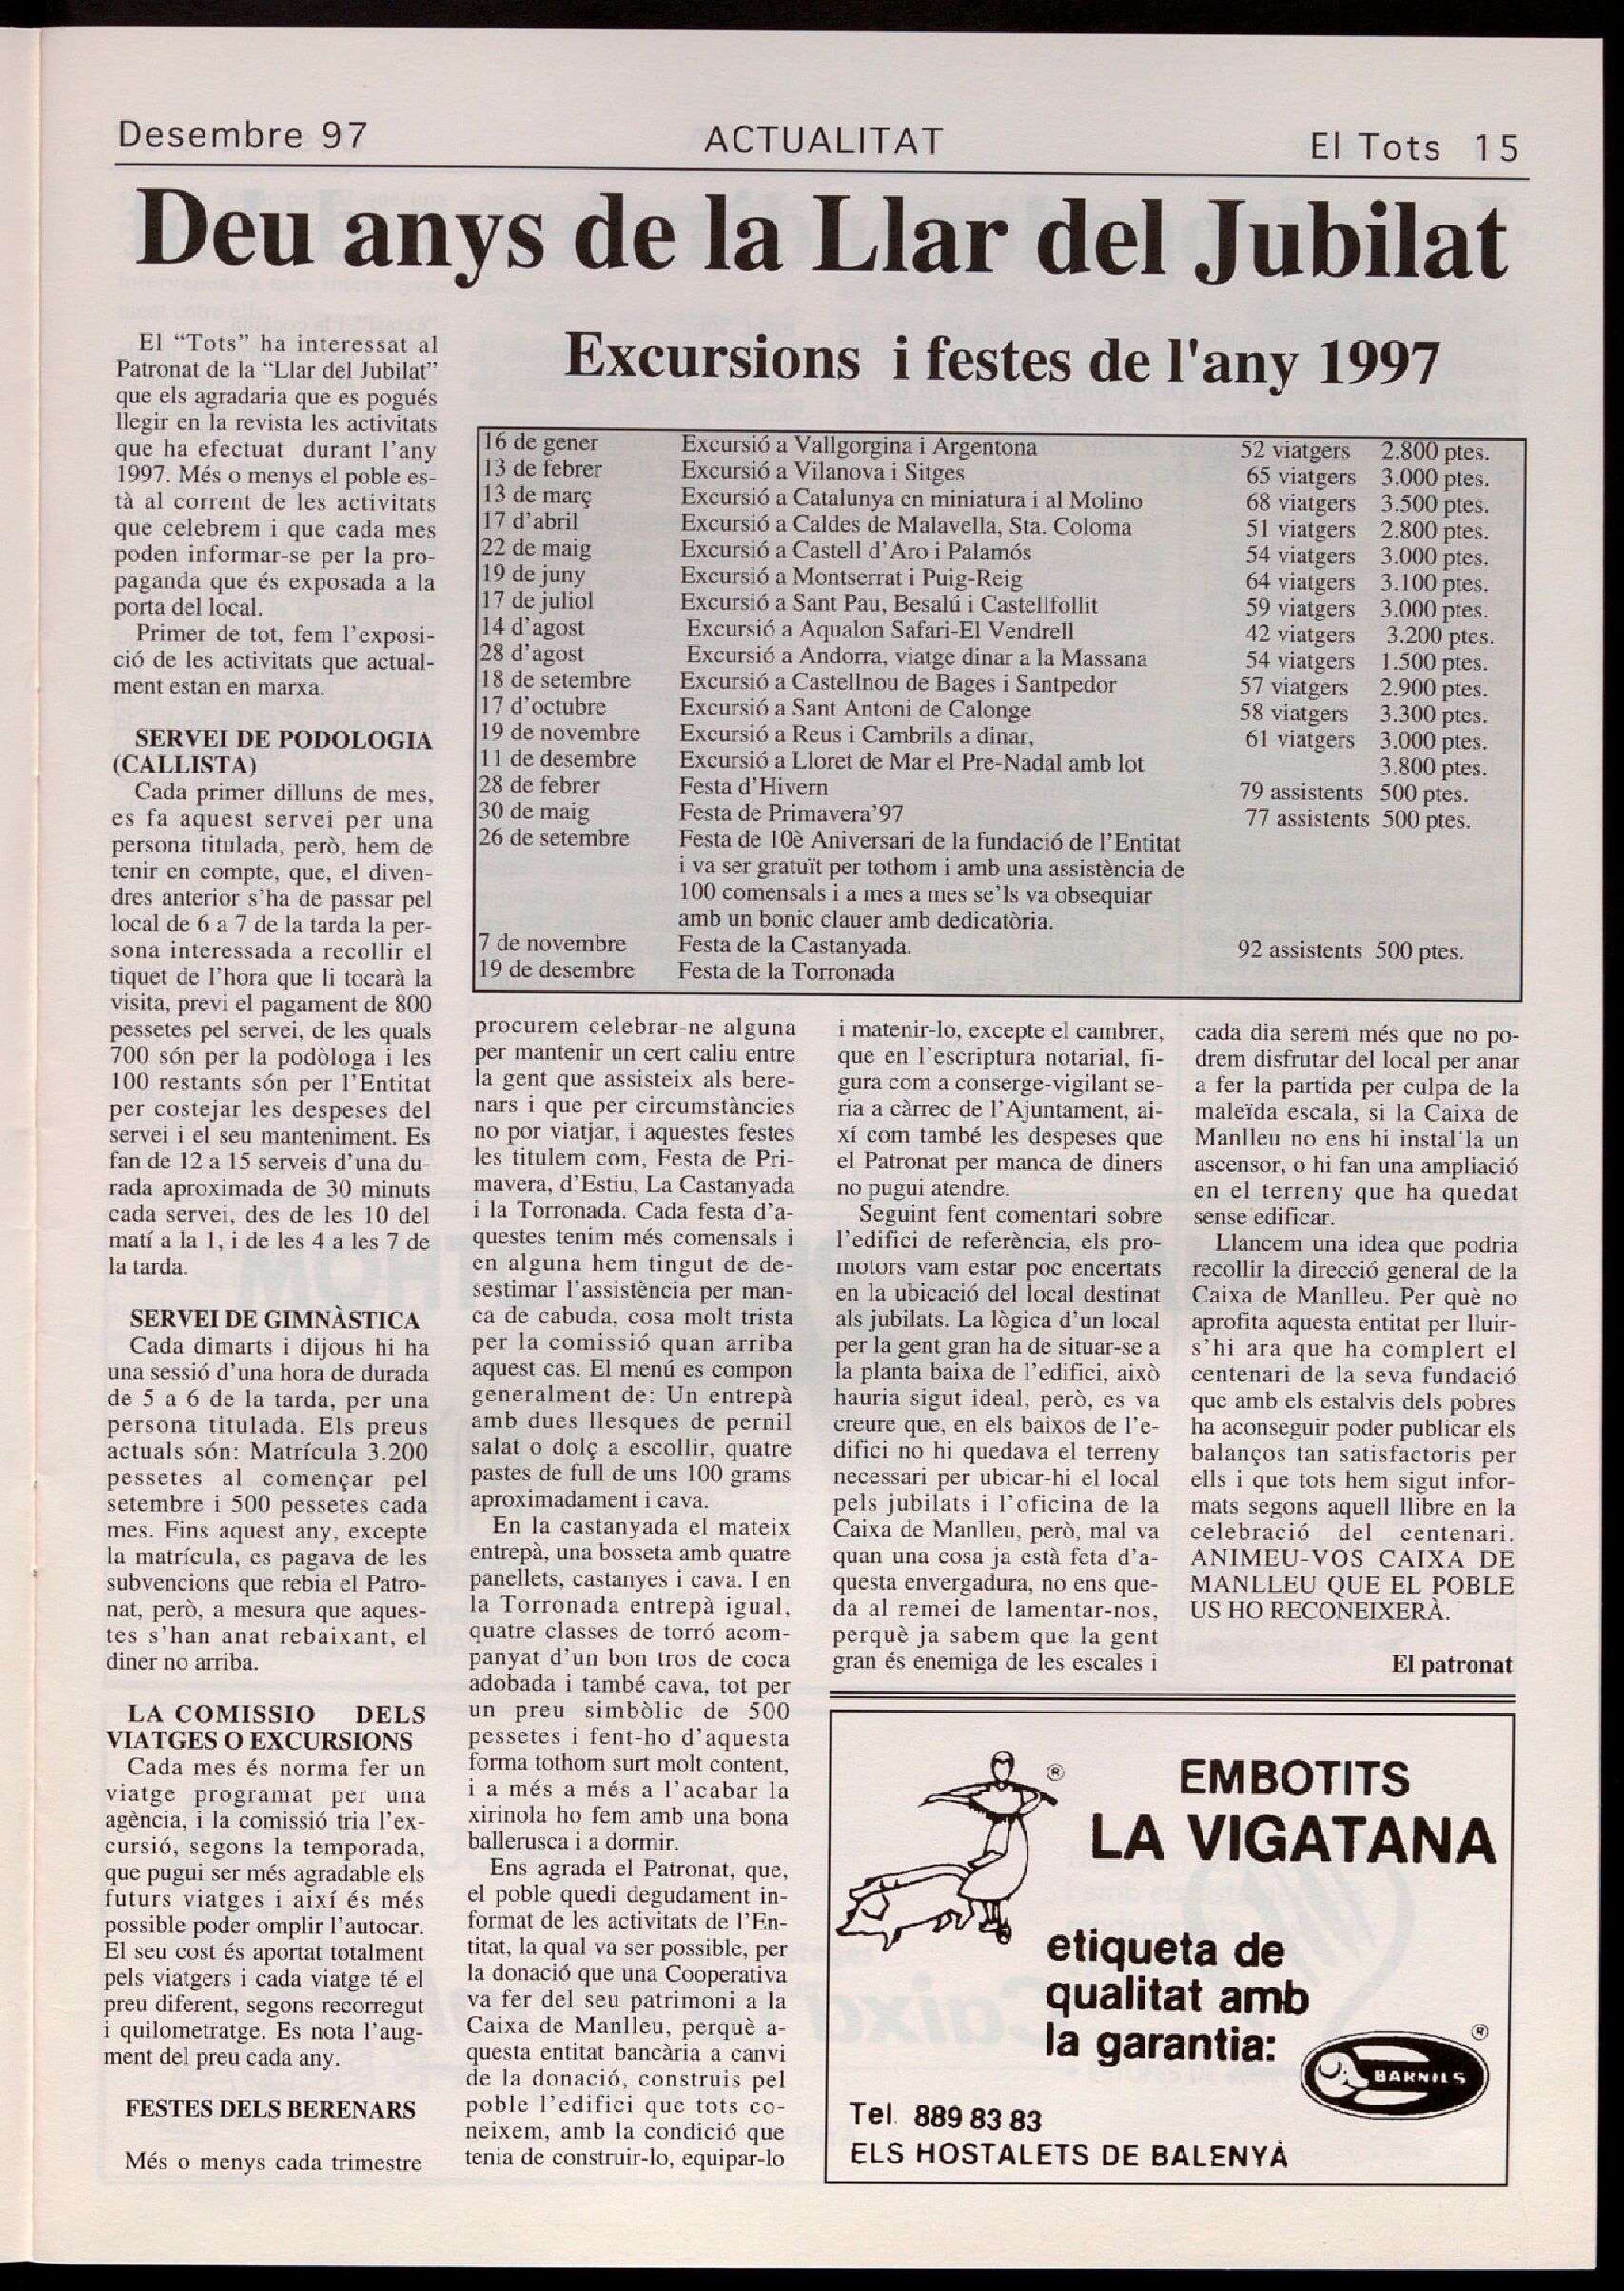 Desembre 97 ACTUALITAT El Tots 15
Deu anys de la Llar del Jubilat
El “Tots” ha interessat al
Patronat de la “Llar del Jubilat”
que els agradaria que es pogués
llegir en la revista les activitats
que ha efectuat durant l’any
1997. Més o menys el poble es-
tà al corrent de les activitats
que celebrem i que cada mes
poden informar-se per la pro-
paganda que és exposada a la
porta del local.
Primer de tot, fem l’exposi-
ció de les activitats que actual-
ment estan en marxa.
SERVEI DE PODOLOGIA
(CALLISTA)
Cada primer dilluns de mes,
es fa aquest servei per una
persona titulada, però, hem de
tenir en compte, que, el diven-
dres anterior s’ha de passar pel
local de 6 a 7 de la tarda la per-
sona interessada a recollir el
tiquet de l’hora que li tocarà la
visita, previ el pagament de 800
pessetes pel servei, de les quals
700 són per la podòloga i les
100 restants són per l’Entitat
per costejar les despeses del
servei i el seu manteniment. Es
fan de 12 a 15 serveis d’una du-
rada aproximada de 30 minuts
cada servei, des de les 10 del
matí a la 1, i de les 4 a les 7 de
la tarda.
SERVEI DE GIMNÀSTICA
Cada dimarts i dijous hi ha
una sessió d’una hora de durada
de 5 a 6 de la tarda, per una
persona titulada. Els preus
actuals són: Matrícula 3.200
pessetes al començar pel
setembre i 500 pessetes cada
mes. Fins aquest any, excepte
la matrícula, es pagava de les
subvencions que rebia el Patro-
nat, però, a mesura que aques-
tes s’han anat rebaixant, el
diner no arriba.
LA COMISSIO DELS
VIATGES O EXCURSIONS
Cada mes és norma fer un
viatge programat per una
agència, i la comissió tria l’ex-
cursió, segons la temporada,
que pugui ser més agradable els
futurs viatges i així és més
possible poder omplir l’autocar.
El seu cost és aportat totalment
pels viatgers i cada viatge té el
preu diferent, segons recorregut
i quilometratge. Es nota l’aug-
ment del preu cada any.
FESTES DELS BERENARS
Més o menys cada trimestre
Excursions i festes de l'any 1997
16 de gener Excursió a Vallgorgina i Argentona 52 viatgers 2.800 ptes.
13 de febrer Excursió a Vilanova i Sitges 65 viatgers 3.000 ptes.
13 de març Excursió a Catalunya en miniatura i al Molino 68 viatgers 3.500 ptes.
17 d’abril Excursió a Caldes de Malavella, Sta. Coloma 51 viatgers 2.800 ptes.
22 de maig Excursió a Castell d’Aro i Palamós 54 viatgers 3.000 ptes.
19 de juny Excursió a Montserrat i Puig-Reig 64 viatgers 3.100 ptes.
17 de juliol Excursió a Sant Pau, Besalú i Castellfollit 59 viatgers 3.000 ptes.
14 d’agost Excursió a Aqualon Safari-El Vendrell 42 viatgers 3.200 ptes.
28 d’agost Excursió a Andorra, viatge dinar a la Massana 54 viatgers 1.500 ptes.
18 de setembre Excursió a Castellnou de Bages i Santpedor 57 viatgers 2.900 ptes.
17 d’octubre Excursió a Sant Antoni de Calonge 58 viatgers 3.300 ptes.
19 de novembre Excursió a Reus i Cambrils a dinar, 61 viatgers 3.000 ptes.
11 de desembre Excursió a Lloret de Mar el Pre-Nadal amb lot 3.800 ptes.
28 de febrer Festa d’Hivern 79 assistents 500 ptes.
30 de maig Festa de Primavera’97 77 assistents 500 ptes.
26 de setembre Festa de 10è Aniversari de la fundació de l’Entitat
i va ser gratuït per tothom i amb una assistència de
100 comensals i a mes a mes se’ls va obsequiar
amb un bonic clauer amb dedicatòria.
7 de novembre Festa de la Castanyada. 92 assistents 500 ptes.
19 de desembre Festa de la Torronada
procurem celebrar-ne alguna
per mantenir un cert caliu entre
la gent que assisteix als bere-
nars i que per circumstàncies
no por viatjar, i aquestes festes
les titulem com, Festa de Pri-
mavera, d’Estiu, La Castanyada
i la Torronada. Cada festa d’a-
questes tenim més comensals i
en alguna hem tingut de de-
sestimar l’assistència per man-
ca de cabuda, cosa molt trista
per la comissió quan arriba
aquest cas. El menú es compon
generalment de: Un entrepà
amb dues llesques de pernil
salat o dolç a escollir, quatre
pastes de full de uns 100 grams
aproximadament i cava.
En la castanyada el mateix
entrepà, una bosseta amb quatre
panellets, castanyes i cava. I en
la Torronada entrepà igual,
quatre classes de torró acom-
panyat d’un bon tros de coca
adobada i també cava, tot per
un preu simbòlic de 500
pessetes i fent-ho d’aquesta
forma tothom surt molt content,
i a més a més a l’acabar la
xirinola ho fem amb una bona
ballerusca i a dormir.
Ens agrada el Patronat, que,
el poble quedi degudament in-
format de les activitats de l’En-
titat, la qual va ser possible, per
la donació que una Cooperativa
va fer del seu patrimoni a la
Caixa de Manlleu, perquè a-
questa entitat bancària a canvi
de la donació, construis pel
poble l’edifici que tots co-
neixem, amb la condició que
tenia de construir-lo, equipar-lo
i matenir-lo, excepte el cambrer,
que en l’escriptura notarial, fi-
gura com a conserge-vigilant se-
ria a càrrec de l’Ajuntament, ai-
xí com també les despeses que
el Patronat per manca de diners
no pugui atendre.
Seguint fent comentari sobre
l’edifici de referència, els pro-
motors vam estar poc encertats
en la ubicació del local destinat
als jubilats. La lògica d’un local
per la gent gran ha de situar-se a
la planta baixa de l’edifici, això
hauria sigut ideal, però, es va
creure que, en els baixos de l’e-
difici no hi quedava el terreny
necessari per ubicar-hi el local
pels jubilats i l’oficina de la
Caixa de Manlleu, però, mal va
quan una cosa ja està feta d’a-
questa envergadura, no ens que-
da al remei de lamentar-nos,
perquè ja sabem que la gent
gran és enemiga de les escales i
cada dia serem més que no po-
drem disfrutar del local per anar
a fer la partida per culpa de la
maleïda escala, si la Caixa de
Manlleu no ens hi instal'la un
ascensor, o hi fan una ampliació
en el terreny que ha quedat
sense edificar.
Llancem una idea que podria
recollir la direcció general de la
Caixa de Manlleu. Per què no
aprofita aquesta entitat per lluir-
s’hi ara que ha complert el
centenari de la seva fundació
que amb els estalvis dels pobres
ha aconseguir poder publicar els
balanços tan satisfactoris per
ells i que tots hem sigut infor-
mats segons aquell llibre en la
celebració del centenari.
ANIMEU-VOS CAIXA DE
MANLLEU QUE EL POBLE
US HO RECONEIXERÀ.
El patronat
®
EMBOTITS
LA VIGATANA
etiqueta de
qualitat amb
la garantia:
®
BARNILS
Tel. 889 83 83
ELS HOSTALETS DE BALENYÀ